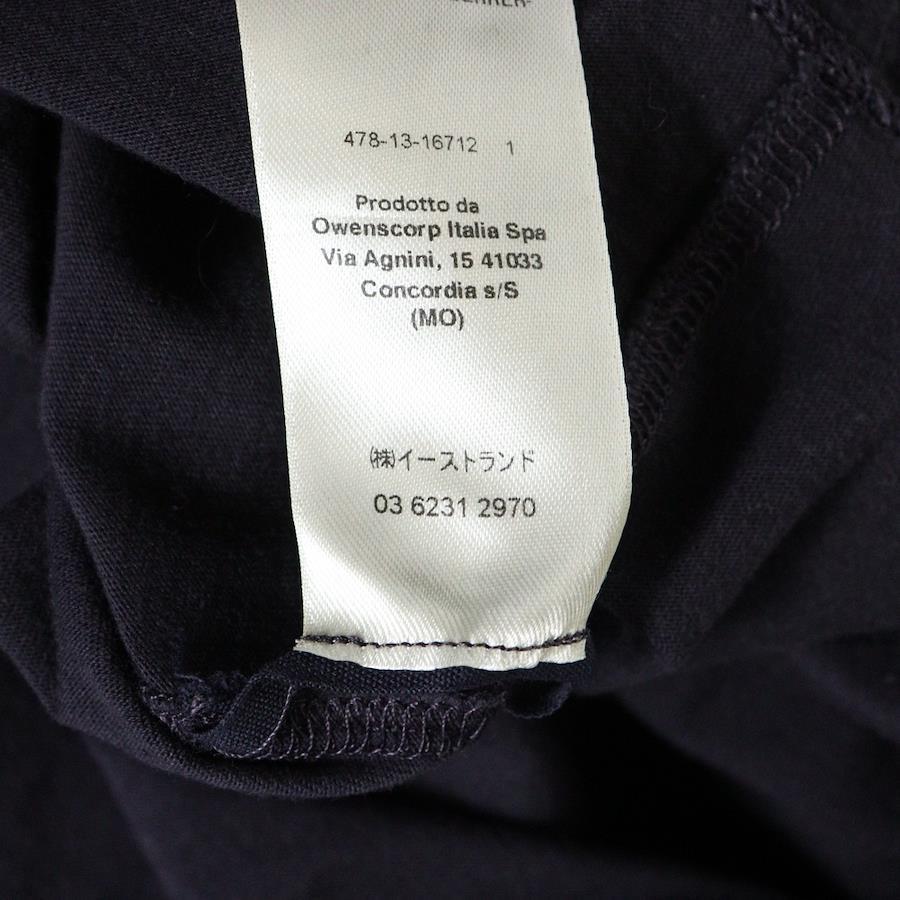 478-13-16712 1
Prodotto da
Owenscorp Italia Spa
Via Agnini, 15 41033
Concordia s/S
(MO)
㈱イーストランド
03 6231 2970